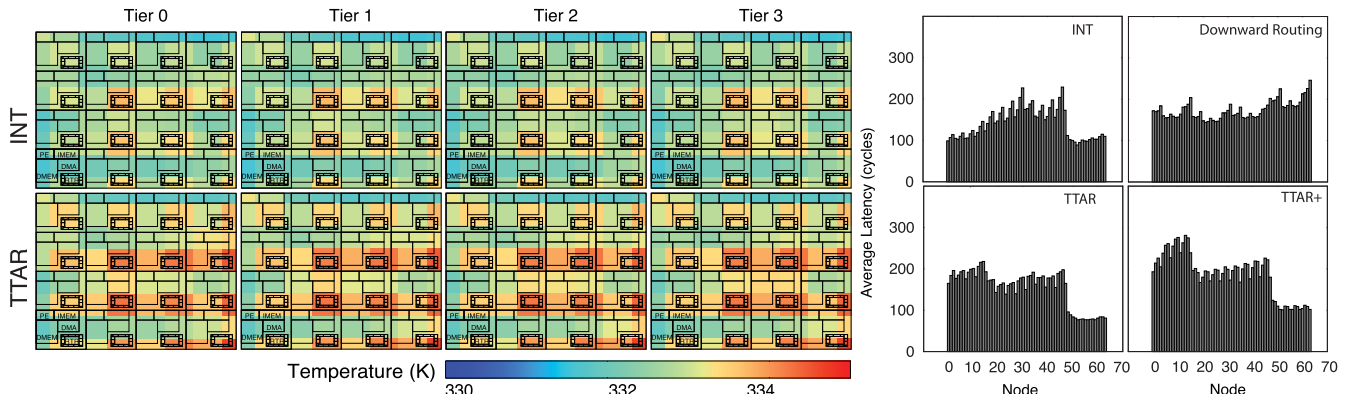 Tier 0 Tier 1 Tier 2 Tier 3
INT
PE IMEM PE IMEM PE IMEM PE IMEM
DMA DMA DMA DMA
DMEM DMEM DMEM DMEM
TTAR
PE IMEM PE IMEM PE IMEM PE IMEM
DMA DMA DMA DMA
DMEM DMEM DMEM DMEM
Temperature (K)
330 332 334
Average Latency (cycles)
INT Downward Routing
300
200
100
0
TTAR TTAR+
300
200
100
0
0 10 20 30 40 50 60 70 0 10 20 30 40 50 60 70
Node Node